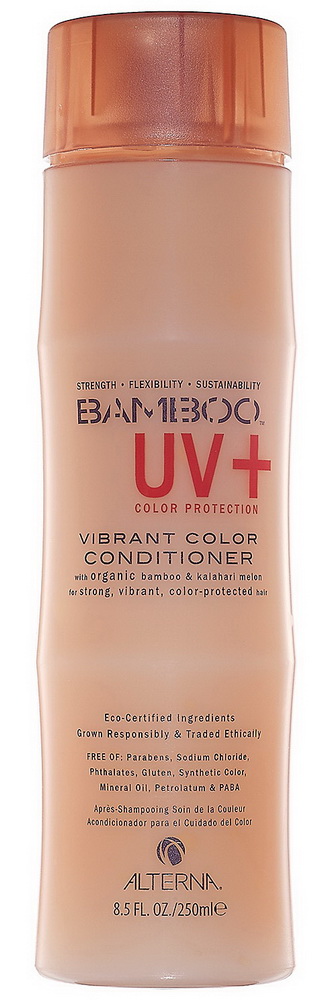 STRENGTH • FLEXIBILITY • SUSTAINABILITY
BAMBOO™
UV+
COLOR PROTECTION
VIBRANT COLOR
CONDITIONER
with organic bamboo & kalahari melon
for strong, vibrant, color-protected hair
Eco-Certified Ingredients
Grown Responsibly & Traded Ethically
FREE OF: Parabens, Sodium Chloride,
Phthalates, Gluten, Synthetic Color,
Mineral Oil, Petrolatum & PABA
Après-Shampooing Soin de la Couleur
Acondicionador para el Cuidado del Color
ALTERNA.
8.5 FL. OZ./250ml℮